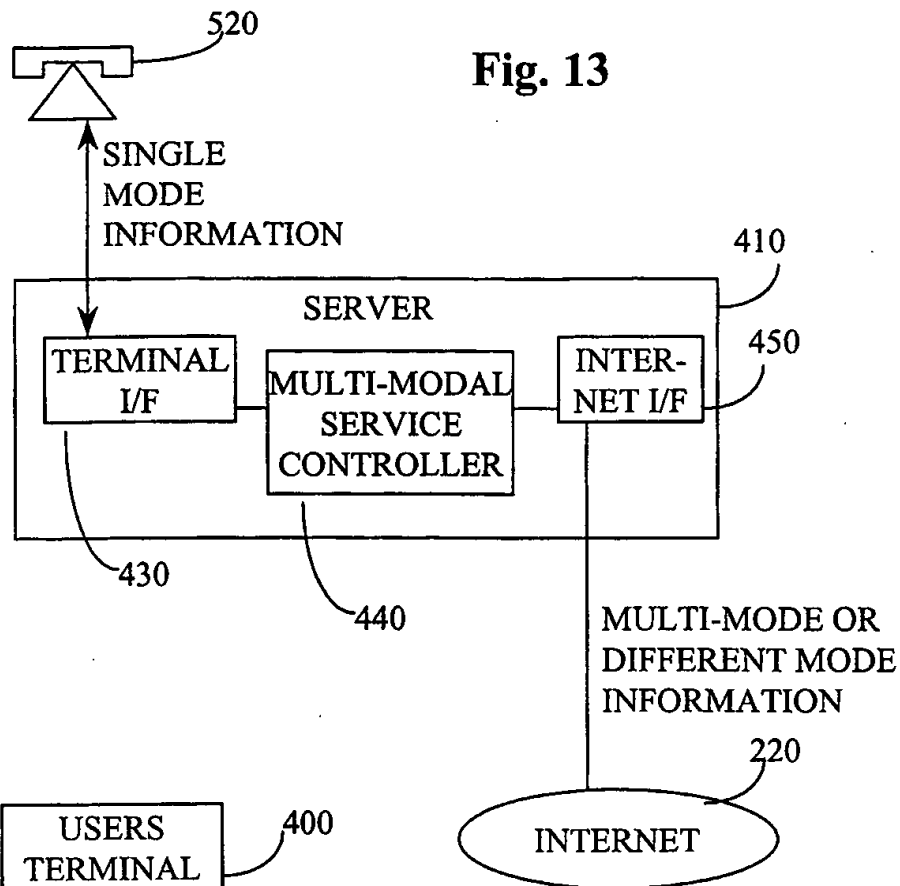 520
Fig. 13
SINGLE
MODE
INFORMATION
410
SERVER
TERMINAL
I/F
MULTI-MODAL
SERVICE
CONTROLLER
INTER-
NET I/F
450
430
440
MULTI-MODE OR
DIFFERENT MODE
INFORMATION
220
USERS
TERMINAL
400
INTERNET